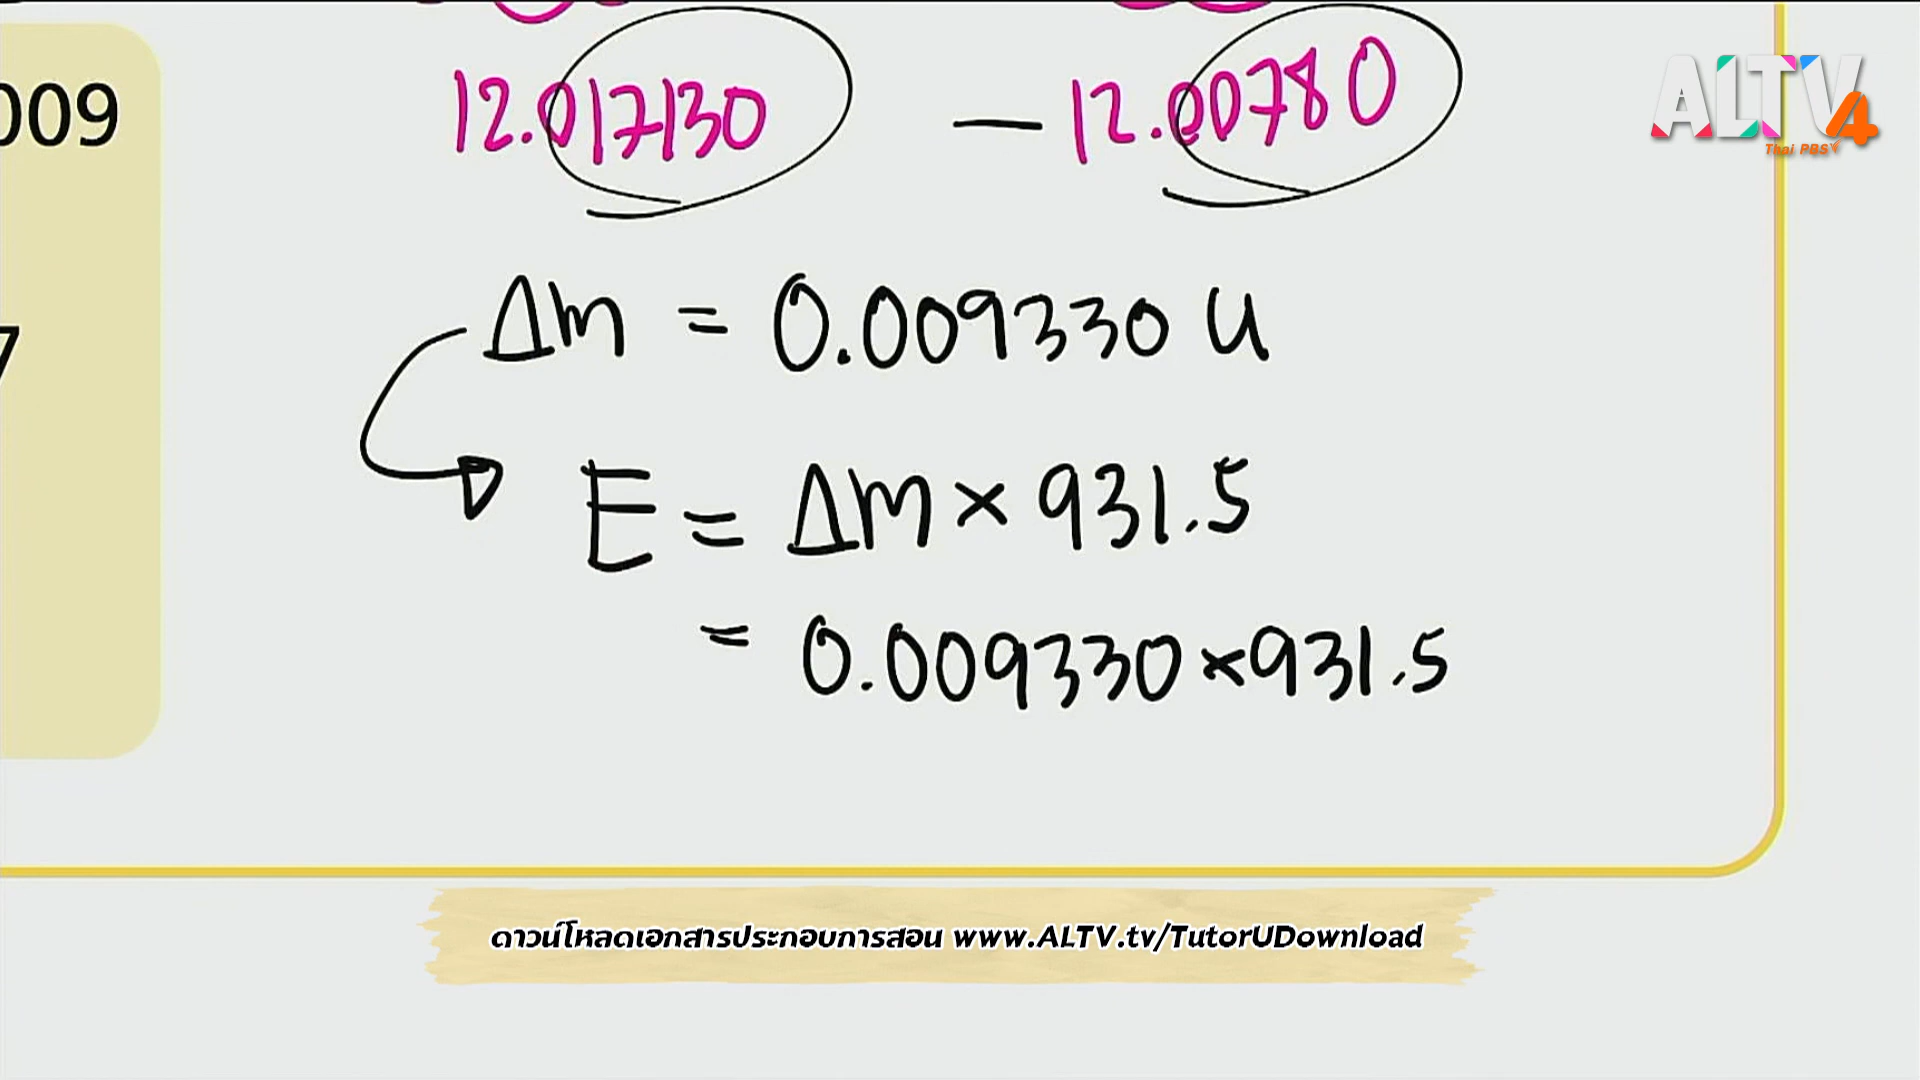 009
12.017130 — 12.00780
ALTV4
Thai PBS
Δm = 0.009330 u
7
E = Δm × 931.5
= 0.009330 × 931.5
ดาวน์โหลดเอกสารประกอบการสอน www.ALTV.tv/TutorUDownload